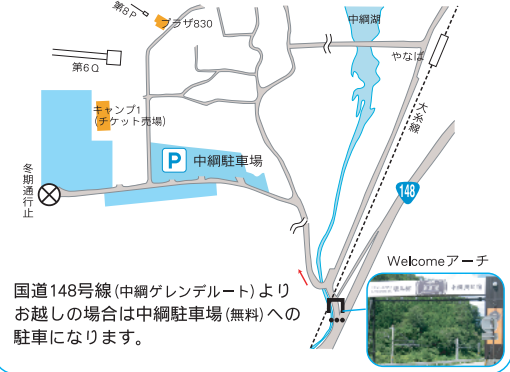 第8P
プラザ830
第6Q
キャンプ1
(チケット売場)
中綱湖
やなば
大糸線
P 中綱駐車場
冬期通行止
148
Welcomeアーチ
国道148号線(中綱ゲレンデルート)より
お越しの場合は中綱駐車場(無料)への
駐車になります。